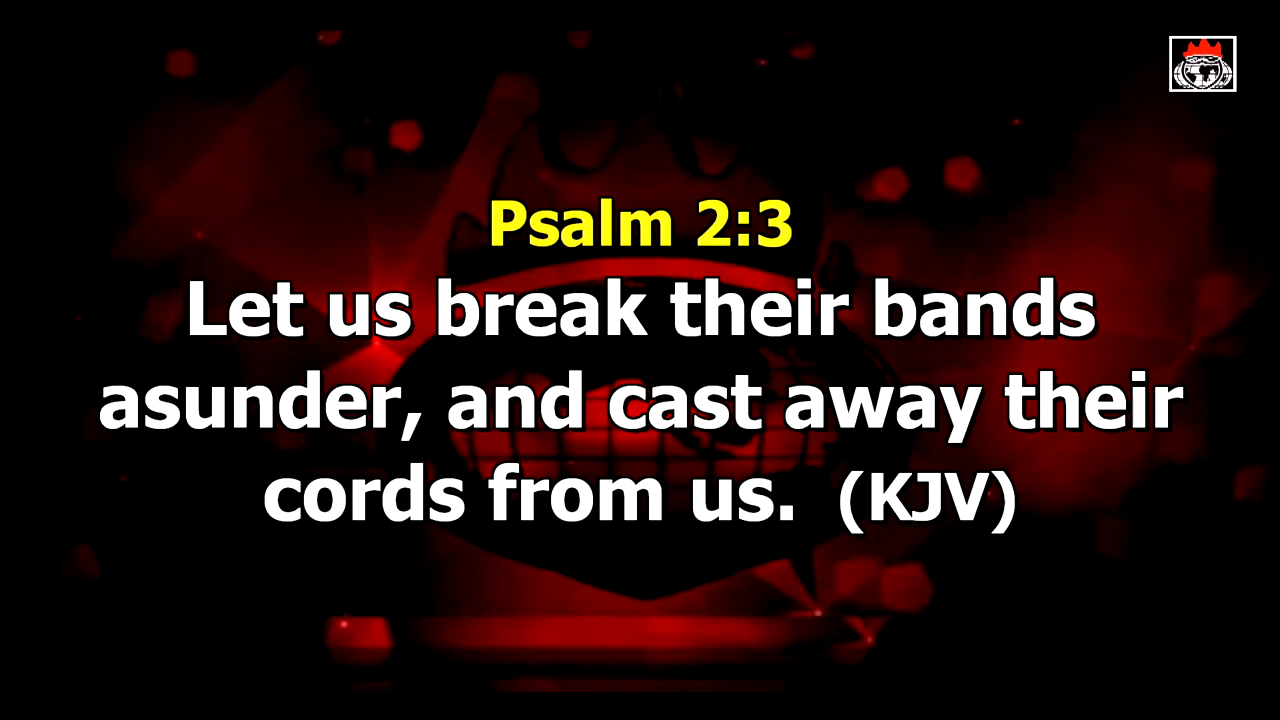 Psalm 2:3
Let us break their bands
asunder, and cast away their
cords from us. (KJV)